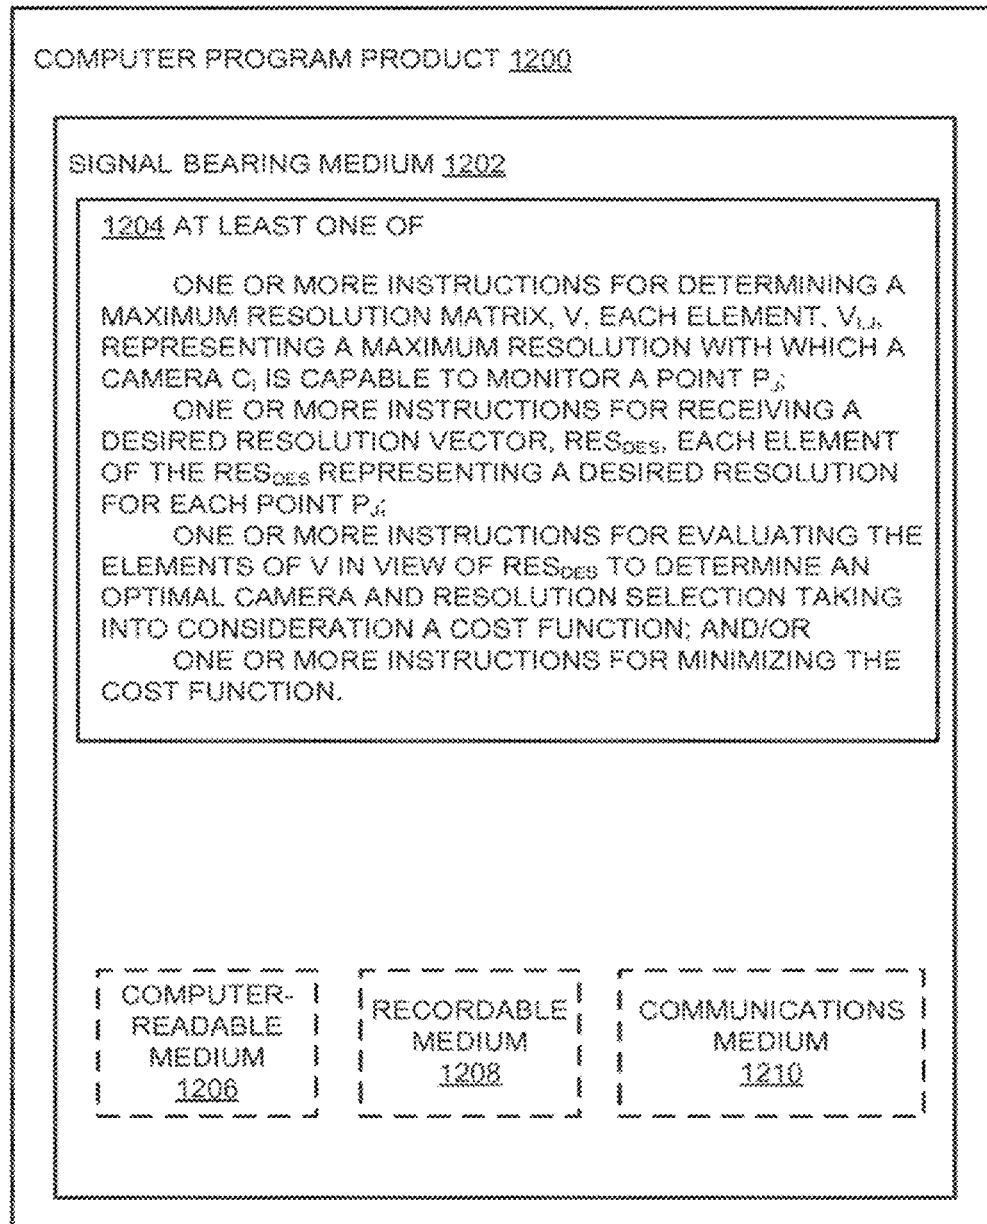 COMPUTER PROGRAM PRODUCT 1200
SIGNAL BEARING MEDIUM 1202
1204 AT LEAST ONE OF
ONE OR MORE INSTRUCTIONS FOR DETERMINING A
MAXIMUM RESOLUTION MATRIX, V, EACH ELEMENT, VI,J,
REPRESENTING A MAXIMUM RESOLUTION WITH WHICH A
CAMERA CI IS CAPABLE TO MONITOR A POINT PJ;
ONE OR MORE INSTRUCTIONS FOR RECEIVING A
DESIRED RESOLUTION VECTOR, RESDES, EACH ELEMENT
OF THE RESDES REPRESENTING A DESIRED RESOLUTION
FOR EACH POINT PJ;
ONE OR MORE INSTRUCTIONS FOR EVALUATING THE
ELEMENTS OF V IN VIEW OF RESDES TO DETERMINE AN
OPTIMAL CAMERA AND RESOLUTION SELECTION TAKING
INTO CONSIDERATION A COST FUNCTION; AND/OR
ONE OR MORE INSTRUCTIONS FOR MINIMIZING THE
COST FUNCTION.
COMPUTER-
READABLE
MEDIUM
1206
RECORDABLE
MEDIUM
1208
COMMUNICATIONS
MEDIUM
1210